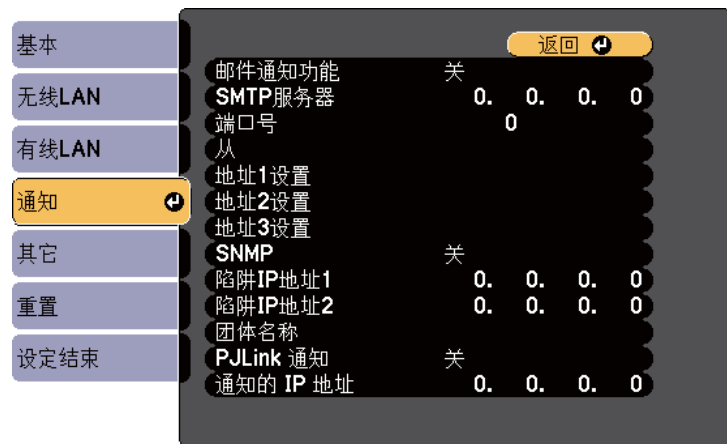 基本
无线LAN
有线LAN
通知
其它
重置
设定结束
返回
邮件通知功能 关
SMTP服务器 0. 0. 0. 0
端口号 0
从
地址1设置
地址2设置
地址3设置
SNMP 关
陷阱IP地址1 0. 0. 0. 0
陷阱IP地址2 0. 0. 0. 0
团体名称
PJLink 通知 关
通知的 IP 地址 0. 0. 0. 0